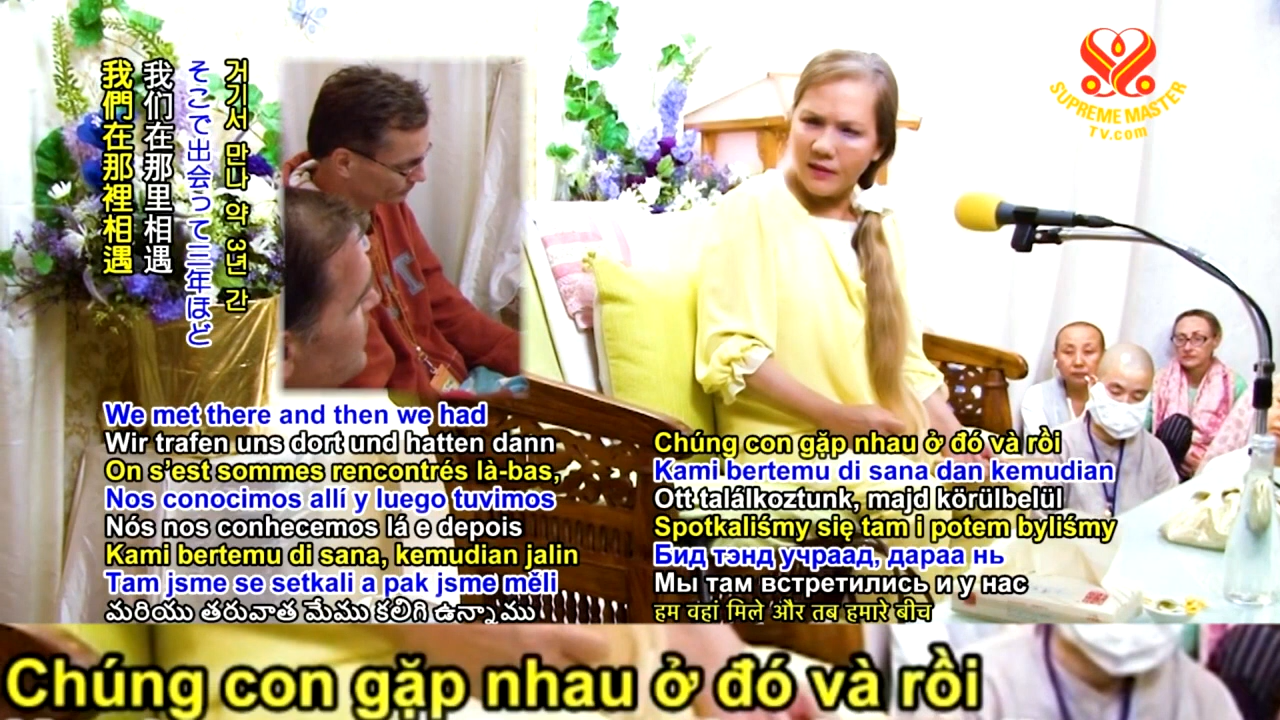 我們在那裡相遇
我们在那里相遇
そこで出会って三年ほど
거기서 만나 약 3년 간
SUPREME MASTER
TV.com
We met there and then we had
Wir trafen uns dort und hatten dann
On s’est sommes rencontrés là-bas,
Nos conocimos allí y luego tuvimos
Nós nos conhecemos lá e depois
Kami bertemu di sana, kemudian jalin
Tam jsme se setkali a pak jsme měli
మరియు తరువాత మేము కలిగి ఉన్నాము
Chúng con gặp nhau ở đó và rồi
Kami bertemu di sana dan kemudian
Ott találkoztunk, majd körülbelül
Spotkaliśmy się tam i potem byliśmy
Бид тэнд учраад, дараа нь
Мы там встретились и у нас
हम वहां मिले और तब हमारे बीच
Chúng con gặp nhau ở đó và rồi